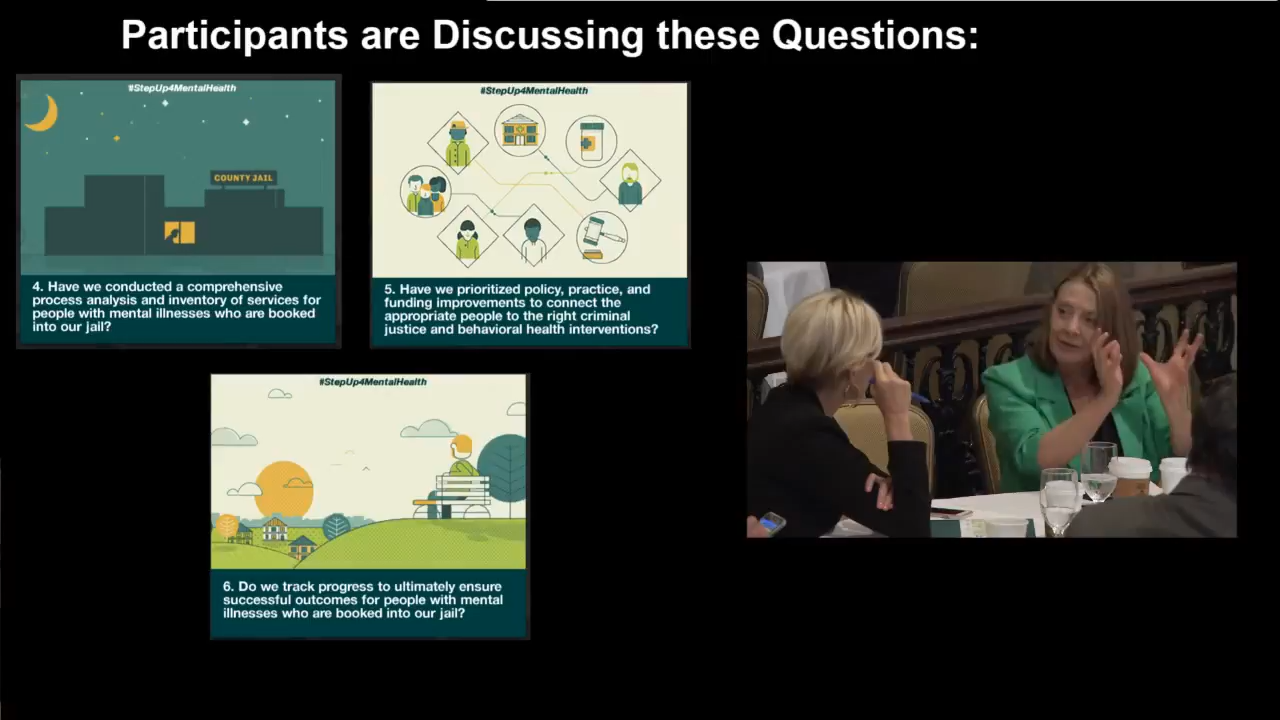 Participants are Discussing these Questions:
#StepUp4MentalHealth
COUNTY JAIL
4. Have we conducted a comprehensive
process analysis and inventory of services for
people with mental illnesses who are booked
into our jail?
#StepUp4MentalHealth
5. Have we prioritized policy, practice, and
funding improvements to connect the
appropriate people to the right criminal
justice and behavioral health interventions?
#StepUp4MentalHealth
6. Do we track progress to ultimately ensure
successful outcomes for people with mental
illnesses who are booked into our jail?